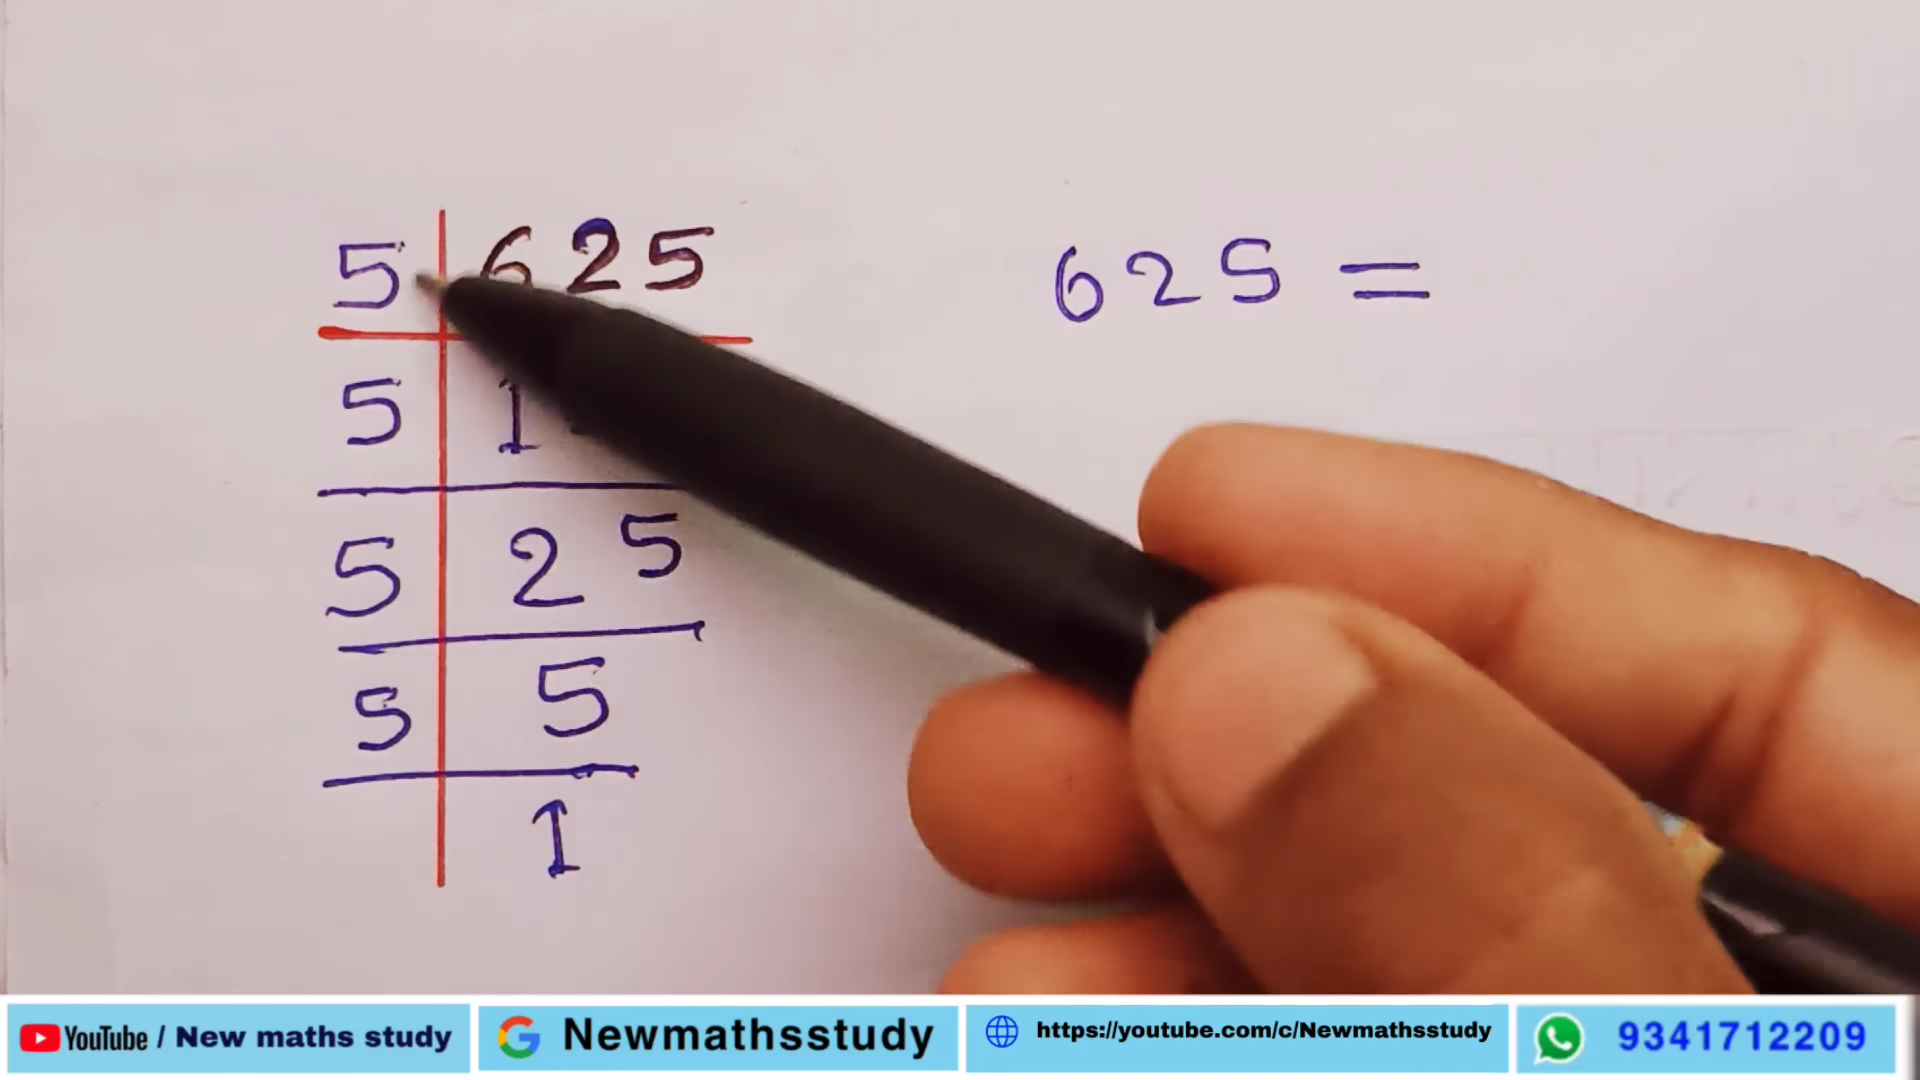 5 625
625 =
5 1
5 25
5 5
1
YouTube / New maths study
Newmathsstudy
https://youtube.com/c/Newmathsstudy
9341712209